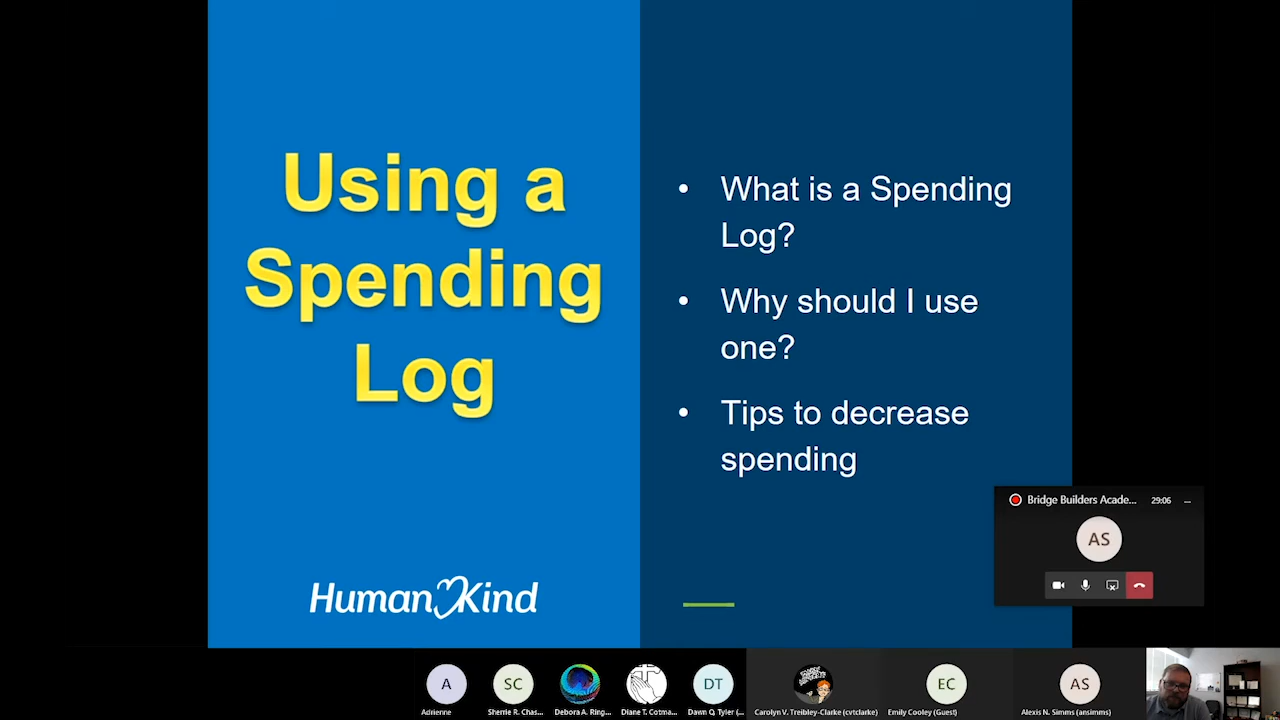 Using a
Spending
Log
HumanKind
• What is a Spending
Log?
• Why should I use
one?
• Tips to decrease
spending
Bridge Builders Acade... 29:06 ...
AS
A
SC
DT
EC
AS
Adrienne
Sherrie R. Chas...
Debora A. Ring...
Diane T. Cotma...
Dawn Q. Tyler (...
Carolyn V. Treibley-Clarke (cvtclarke)
Emily Cooley (Guest)
Alexis N. Simms (ansimms)